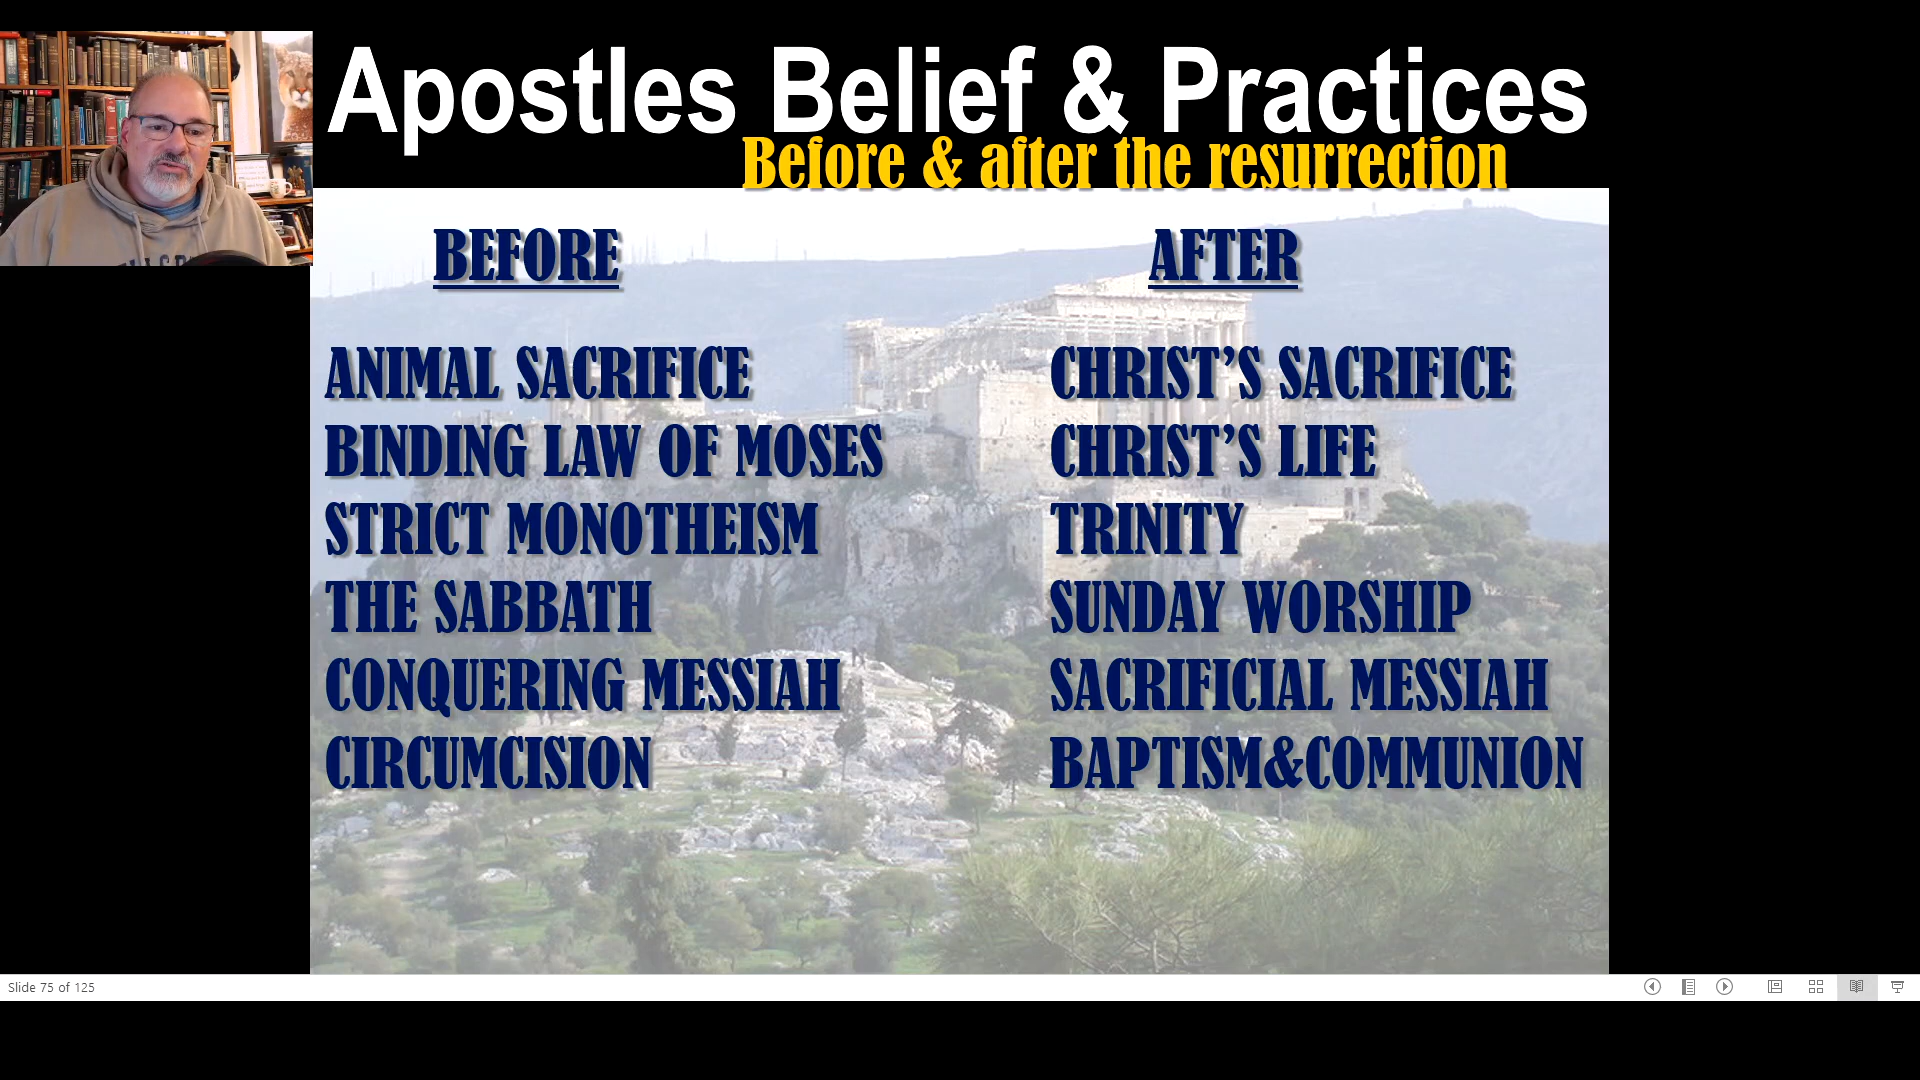 Apostles Belief & Practices
Before & after the resurrection
BEFORE
AFTER
ANIMAL SACRIFICE
CHRIST’S SACRIFICE
BINDING LAW OF MOSES
CHRIST’S LIFE
STRICT MONOTHEISM
TRINITY
THE SABBATH
SUNDAY WORSHIP
CONQUERING MESSIAH
SACRIFICIAL MESSIAH
CIRCUMCISION
BAPTISM&COMMUNION
Slide 75 of 125